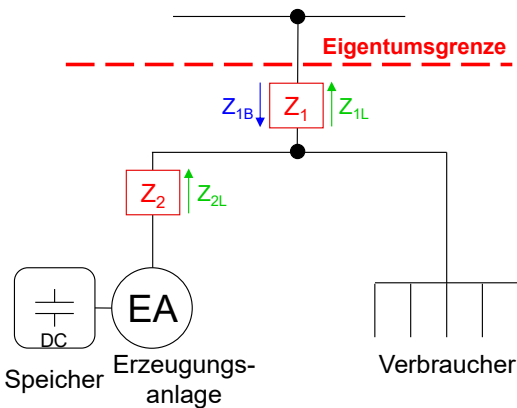 Eigentumsgrenze
Z1B
Z1
Z1L
Z2
Z2L
EA
DC
Speicher
Erzeugungs-
anlage
Verbraucher